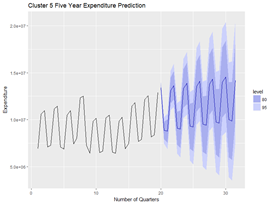 Cluster 5 Five Year Expenditure Prediction
2.0e+07
1.5e+07
1.0e+07
5.0e+06
Expenditure
level
80
95
0
10
20
30
Number of Quarters